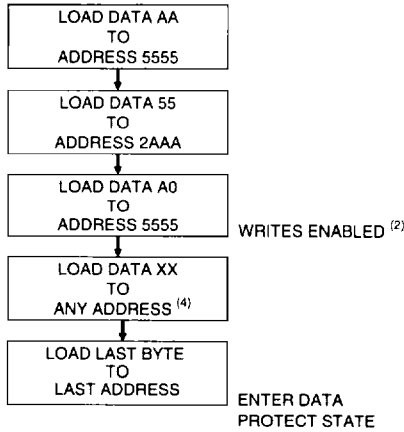 LOAD DATA AA
TO
ADDRESS 5555
LOAD DATA 55
TO
ADDRESS 2AAA
LOAD DATA A0
TO
ADDRESS 5555
WRITES ENABLED (2)
LOAD DATA XX
TO
ANY ADDRESS (4)
LOAD LAST BYTE
TO
LAST ADDRESS
ENTER DATA
PROTECT STATE